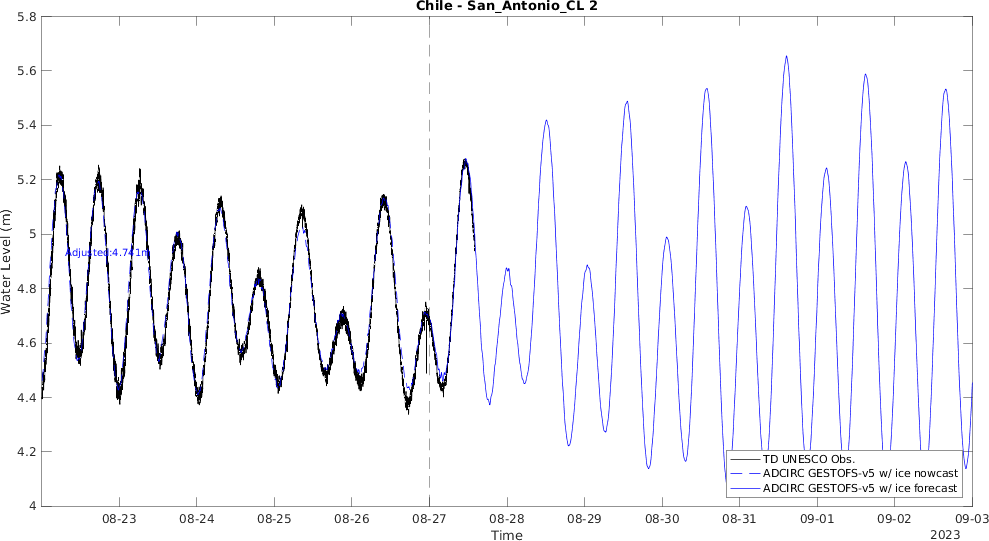 Chile - San_Antonio_CL 2
5.8
5.6
5.4
5.2
5
4.8
4.6
4.4
4.2
4
Water Level (m)
Adjusted:4.741m
TD UNESCO Obs.
ADCIRC GESTOFS-v5 w/ ice nowcast
ADCIRC GESTOFS-v5 w/ ice forecast
08-23 08-24 08-25 08-26 08-27 08-28 08-29 08-30 08-31 09-01 09-02 09-03
Time
2023